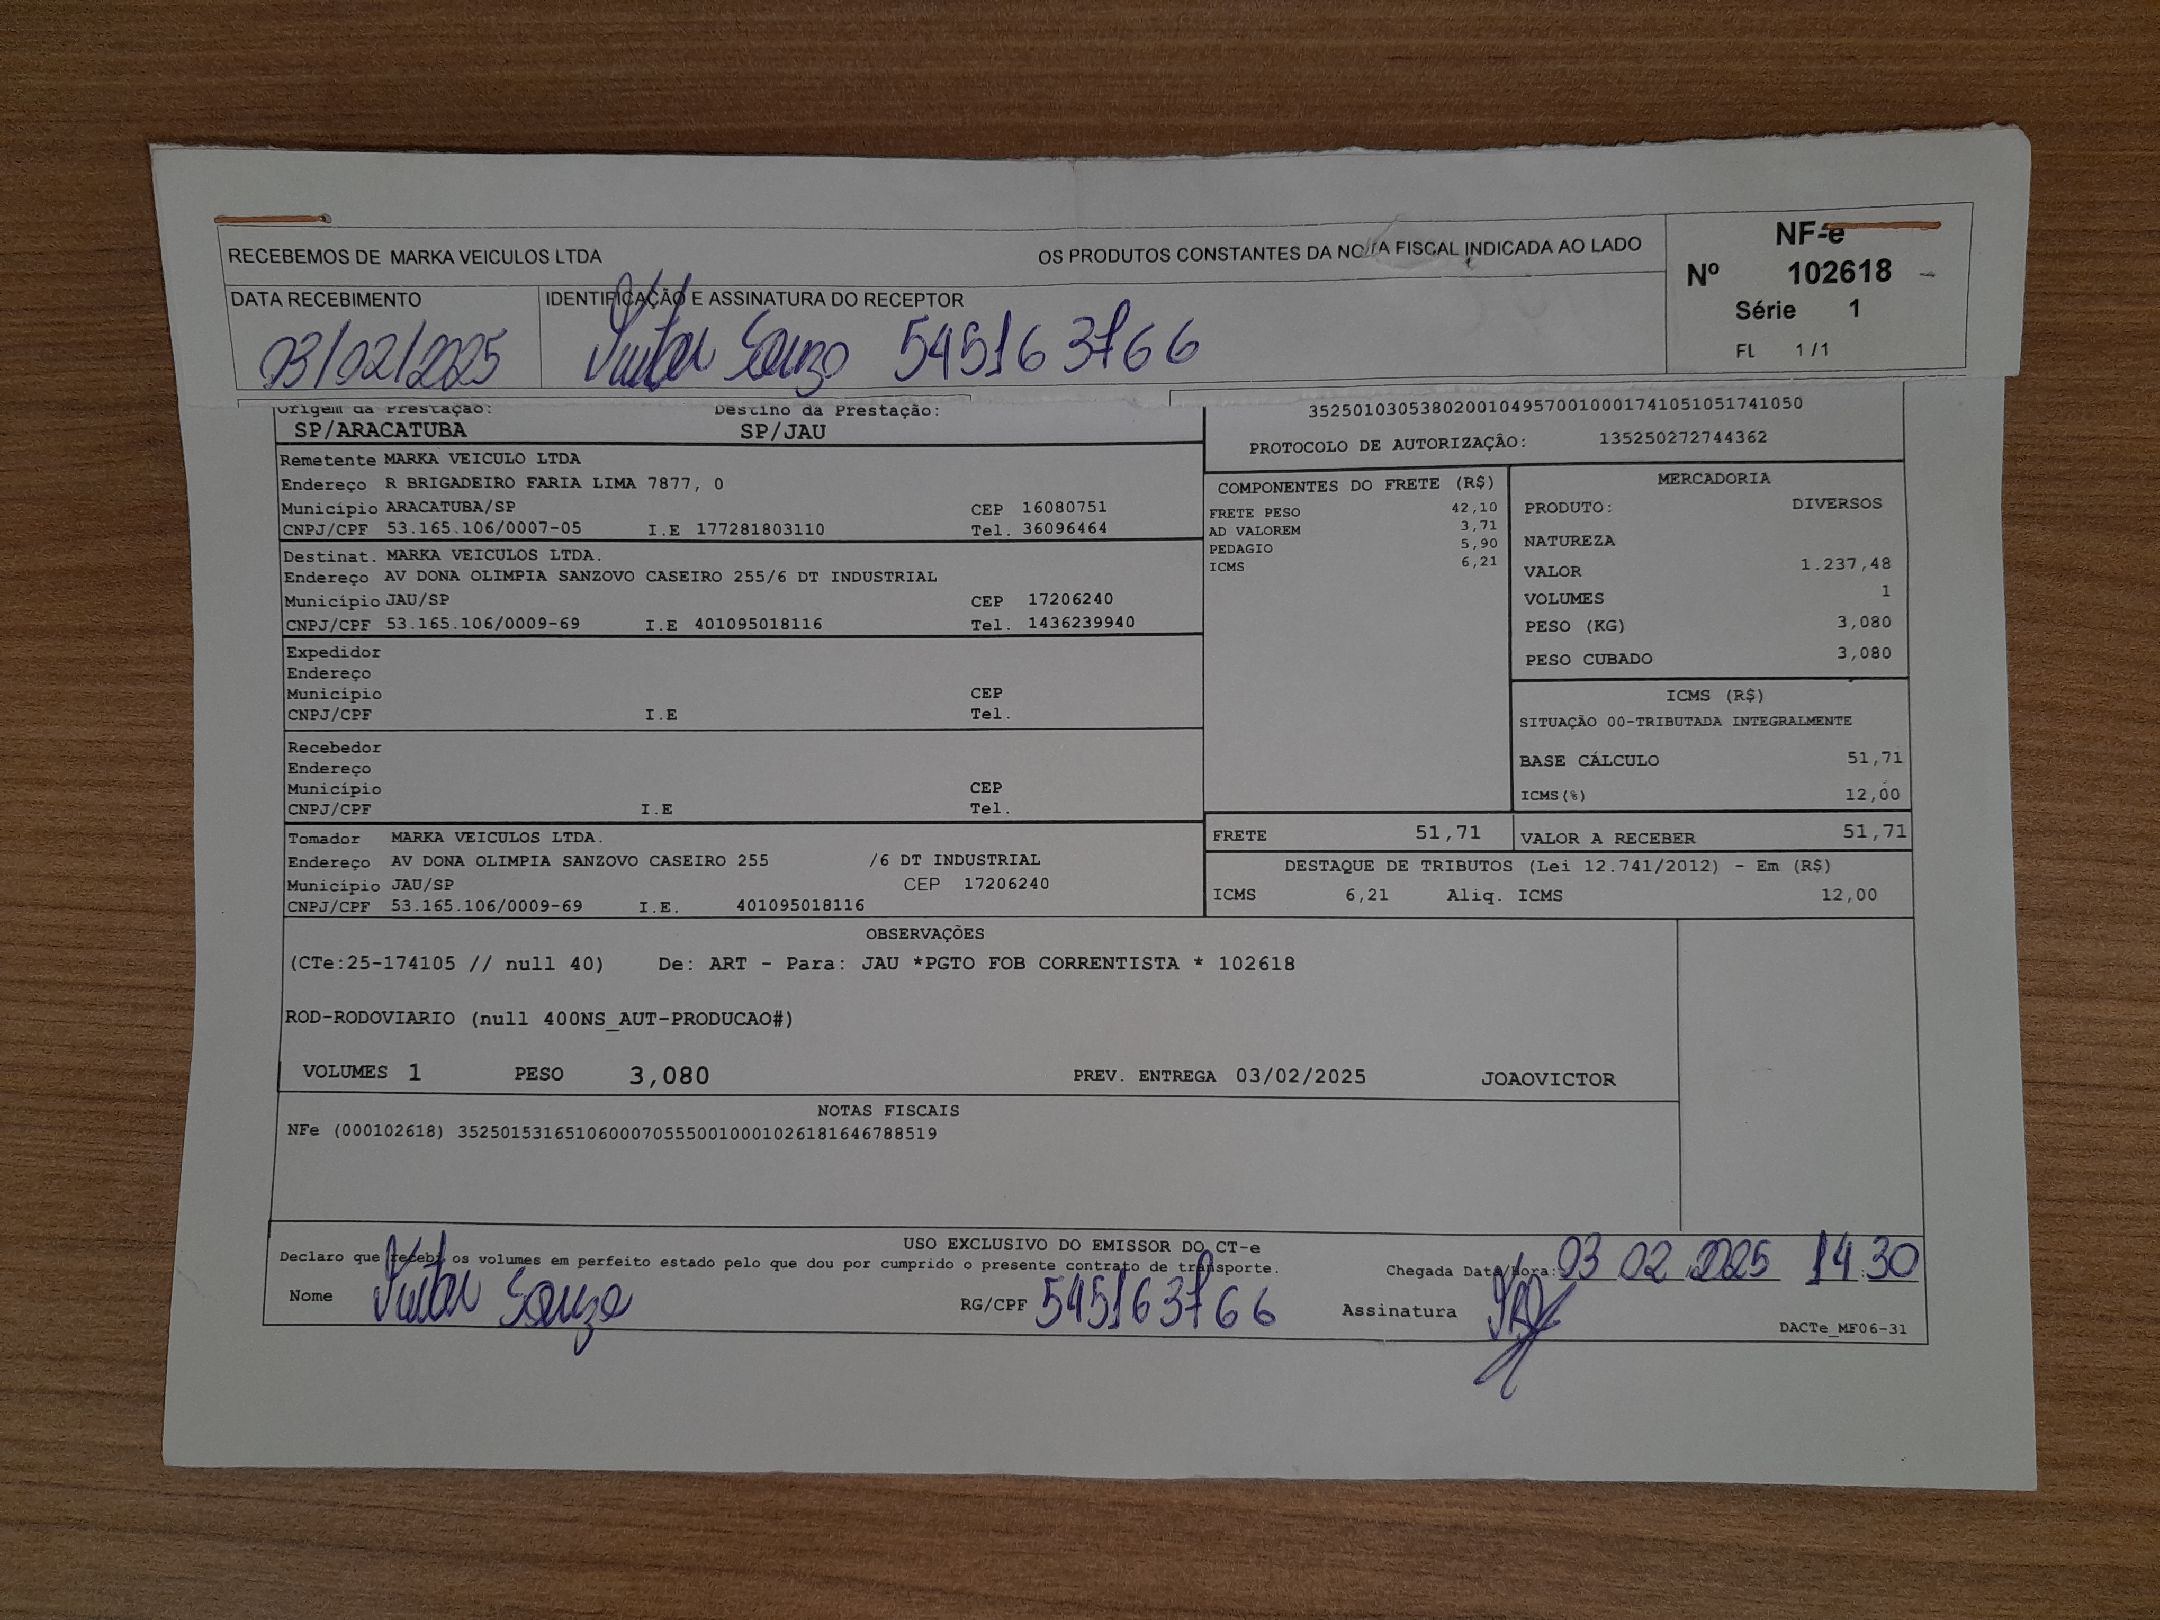 RECEBEMOS DE MARKA VEICULOS LTDA OS PRODUTOS CONSTANTES DA NOTA FISCAL INDICADA AO LADO
NF-e
Nº 102618
Série 1
FL 1/1
DATA RECEBIMENTO IDENTIFICAÇÃO E ASSINATURA DO RECEPTOR
03/02/2025 Souza 545163766
Origem da Prestação: Destino da Prestação:
SP/ARACATUBA SP/JAU
35250103053802001049570010001741051051741050
PROTOCOLO DE AUTORIZAÇÃO: 135250272744362
Remetente MARKA VEICULO LTDA
Endereço R BRIGADEIRO FARIA LIMA 7877, 0
Município ARACATUBA/SP CEP 16080751
CNPJ/CPF 53.165.106/0007-05 I.E 177281803110 Tel. 36096464
Destinat. MARKA VEICULOS LTDA.
Endereço AV DONA OLIMPIA SANZOVO CASEIRO 255/6 DT INDUSTRIAL
Município JAU/SP CEP 17206240
CNPJ/CPF 53.165.106/0009-69 I.E 401095018116 Tel. 1436239940
Expedidor
Endereço
Município CEP
CNPJ/CPF I.E Tel.
Recebedor
Endereço
Município CEP
CNPJ/CPF I.E Tel.
Tomador MARKA VEICULOS LTDA.
Endereço AV DONA OLIMPIA SANZOVO CASEIRO 255 /6 DT INDUSTRIAL
Município JAU/SP CEP 17206240
CNPJ/CPF 53.165.106/0009-69 I.E. 401095018116
COMPONENTES DO FRETE (R$)
FRETE PESO 42,10
AD VALOREM 3,71
PEDAGIO 5,90
ICMS 6,21
MERCADORIA
PRODUTO: DIVERSOS
NATUREZA
VALOR 1.237,48
VOLUMES 1
PESO (KG) 3,080
PESO CUBADO 3,080
ICMS (R$)
SITUAÇÃO 00-TRIBUTADA INTEGRALMENTE
BASE CÁLCULO 51,71
ICMS(%) 12,00
FRETE 51,71 VALOR A RECEBER 51,71
DESTAQUE DE TRIBUTOS (Lei 12.741/2012) - Em (R$)
ICMS 6,21 Aliq. ICMS 12,00
OBSERVAÇÕES
(CTe:25-174105 // null 40) De: ART - Para: JAU *PGTO FOB CORRENTISTA * 102618
ROD-RODOVIARIO (null 400NS_AUT-PRODUCAO#)
VOLUMES 1 PESO 3,080 PREV. ENTREGA 03/02/2025 JOAOVICTOR
NOTAS FISCAIS
NFe (000102618) 35250153165106000705550010001026181646788519
USO EXCLUSIVO DO EMISSOR DO CT-e
Declaro que recebi os volumes em perfeito estado pelo que dou por cumprido o presente contrato de transporte.
Chegada Data/Hora: 03 02 2025 14:30
Nome Souza RG/CPF 545163766 Assinatura
DACTe_MF06-31